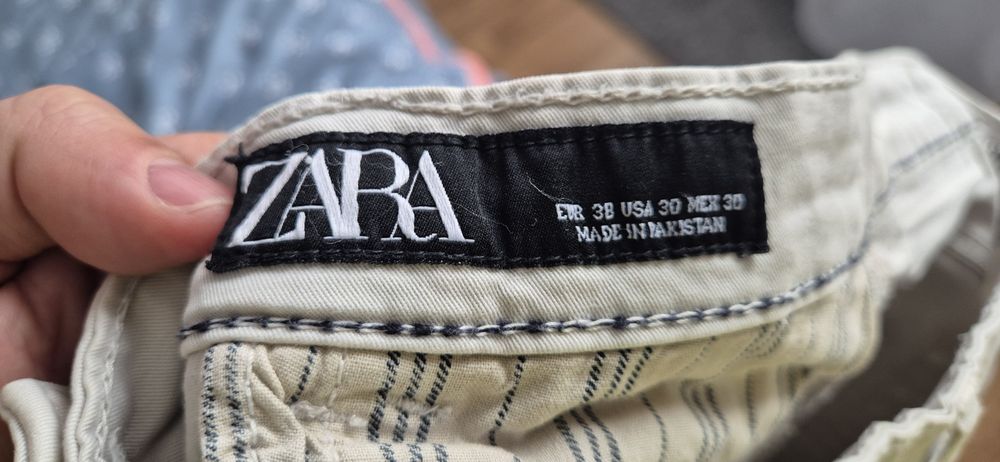 ZARA
EUR 38 USA 30 MEX 30
MADE IN PAKISTAN